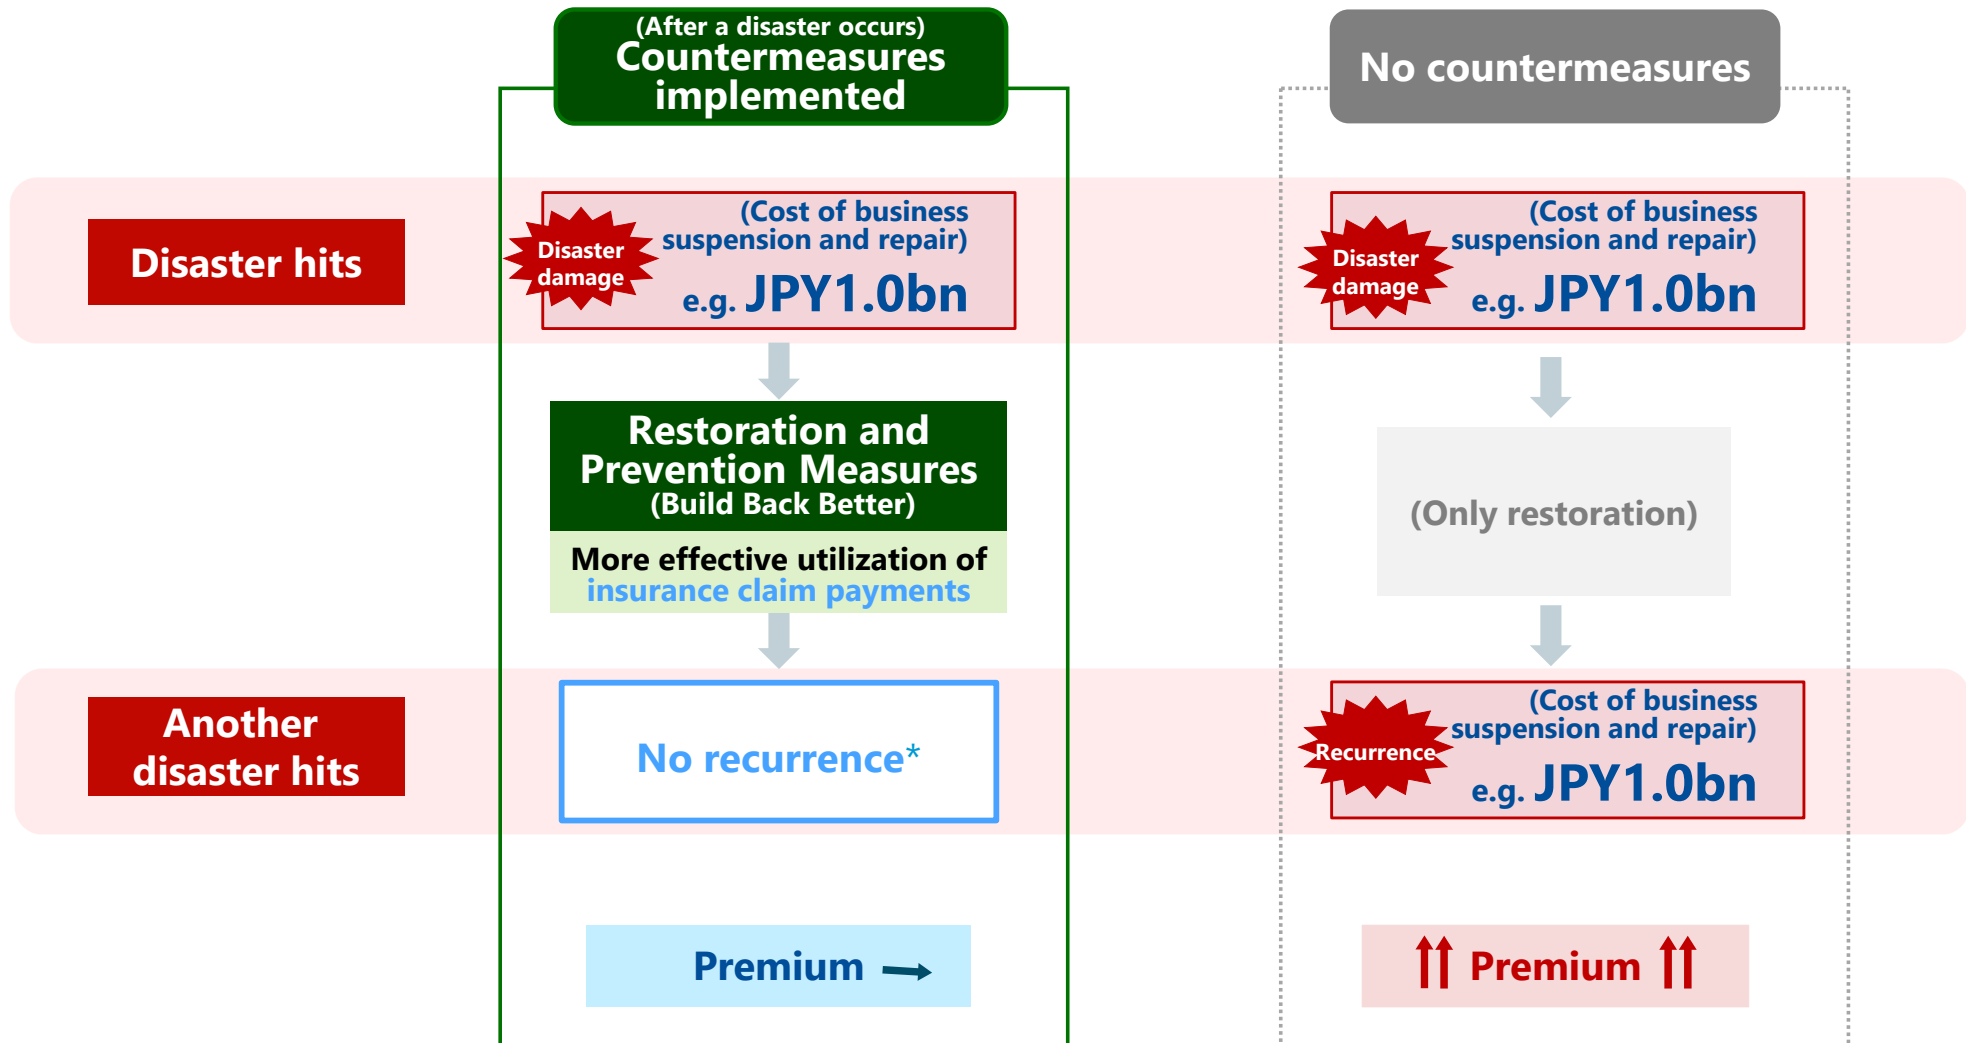 (After a disaster occurs)
Countermeasures
implemented
No countermeasures
Disaster hits
Disaster
damage
(Cost of business
suspension and repair)
e.g. JPY1.0bn
Disaster
damage
(Cost of business
suspension and repair)
e.g. JPY1.0bn
Restoration and
Prevention Measures
(Build Back Better)
More effective utilization of
insurance claim payments
(Only restoration)
Another
disaster hits
No recurrence*
Recurrence
(Cost of business
suspension and repair)
e.g. JPY1.0bn
Premium →
↑↑ Premium ↑↑